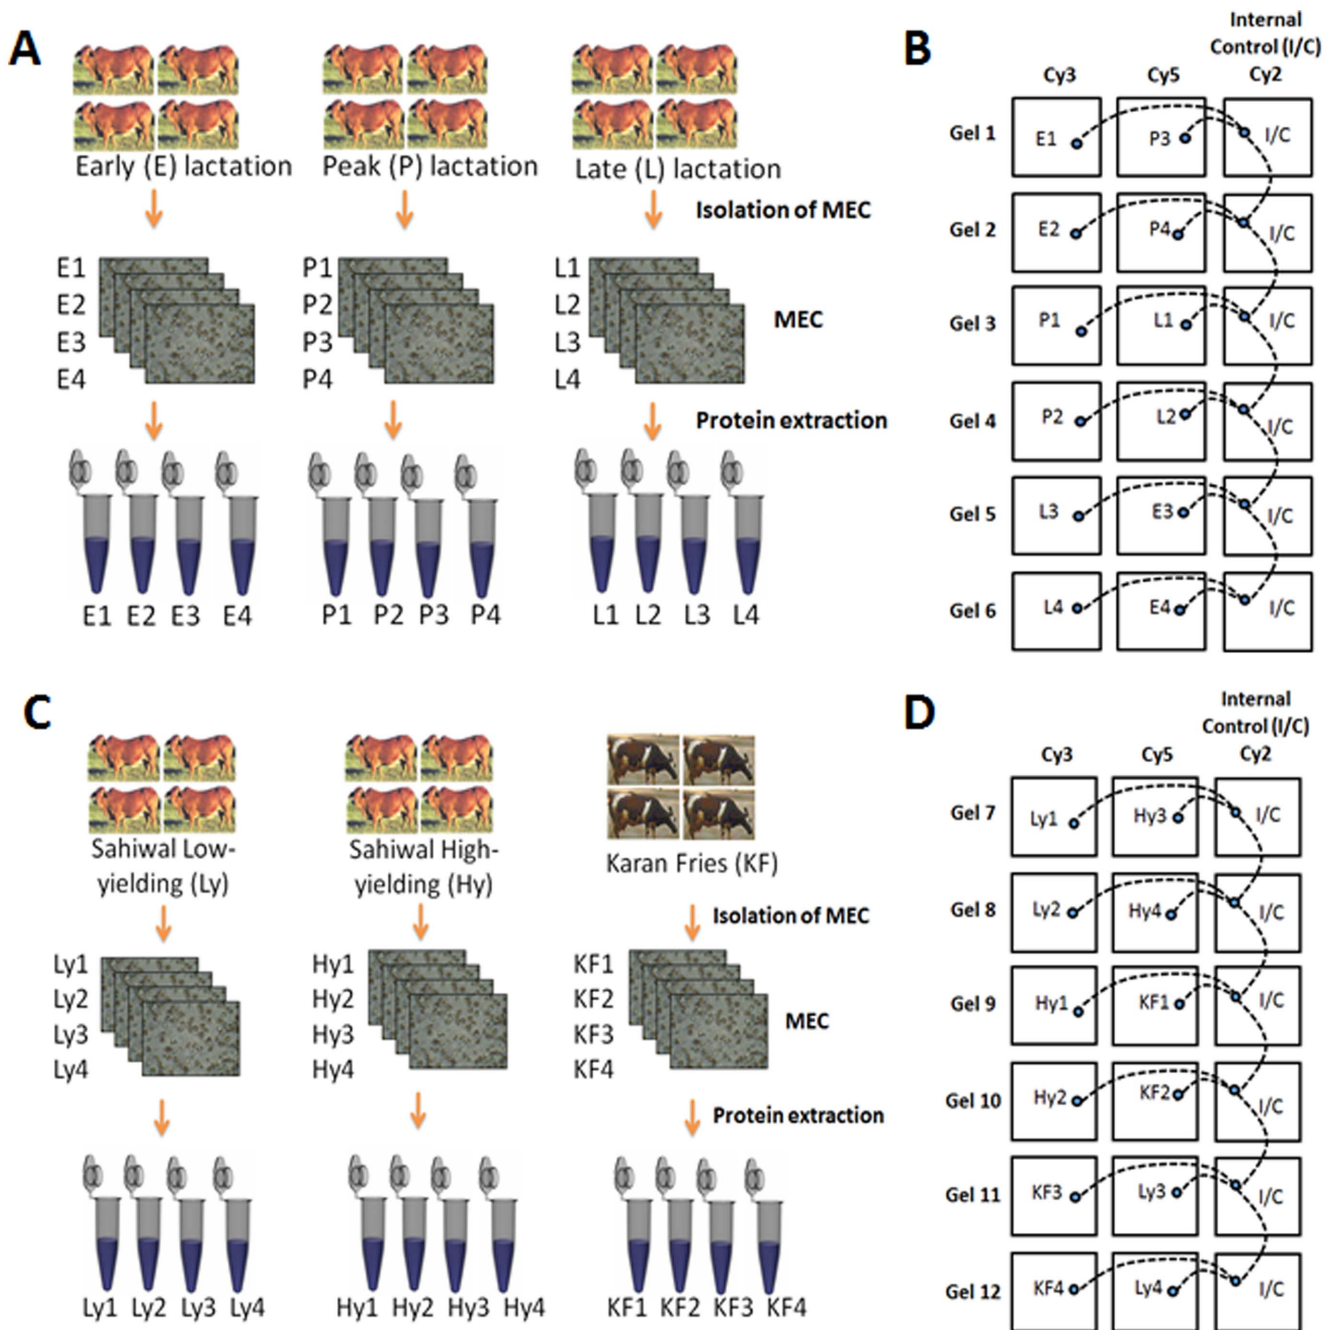 A
Early (E) lactation
Peak (P) lactation
Late (L) lactation
Isolation of MEC
E1
E2
E3
E4
P1
P2
P3
P4
L1
L2
L3
L4
MEC
Protein extraction
E1 E2 E3 E4
P1 P2 P3 P4
L1 L2 L3 L4
B
Internal
Control (I/C)
Cy3 Cy5 Cy2
Gel 1 E1 P3 I/C
Gel 2 E2 P4 I/C
Gel 3 P1 L1 I/C
Gel 4 P2 L2 I/C
Gel 5 L3 E3 I/C
Gel 6 L4 E4 I/C
C
Sahiwal Low-
yielding (Ly)
Sahiwal High-
yielding (Hy)
Karan Fries (KF)
Isolation of MEC
Ly1
Ly2
Ly3
Ly4
Hy1
Hy2
Hy3
Hy4
KF1
KF2
KF3
KF4
MEC
Protein extraction
Ly1 Ly2 Ly3 Ly4
Hy1 Hy2 Hy3 Hy4
KF1 KF2 KF3 KF4
D
Internal
Control (I/C)
Cy3 Cy5 Cy2
Gel 7 Ly1 Hy3 I/C
Gel 8 Ly2 Hy4 I/C
Gel 9 Hy1 KF1 I/C
Gel 10 Hy2 KF2 I/C
Gel 11 KF3 Ly3 I/C
Gel 12 KF4 Ly4 I/C